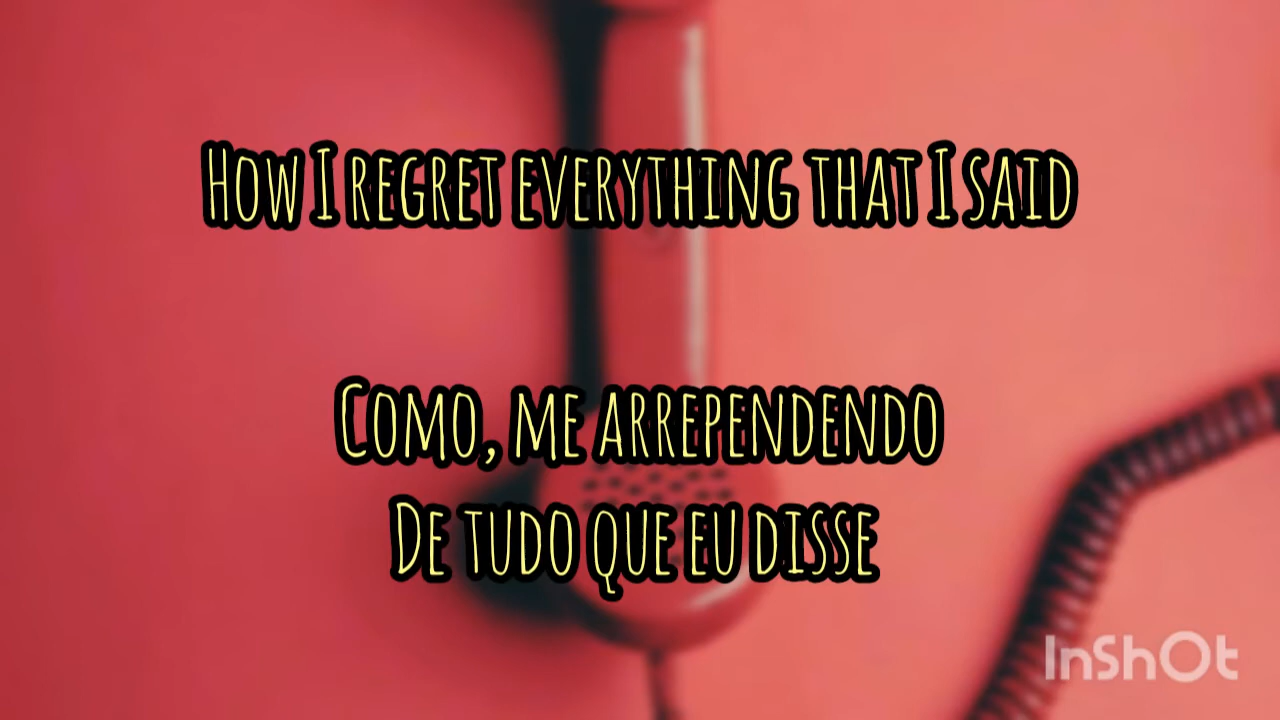 How I regret everything that I said
Como, me arrependendo
De tudo que eu disse
InShOt